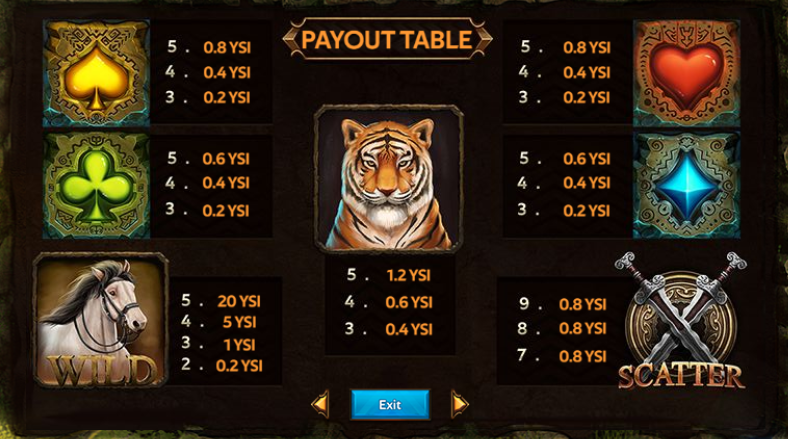 PAYOUT TABLE
5 . 0.8 YSI
4 . 0.4 YSI
3 . 0.2 YSI
5 . 0.8 YSI
4 . 0.4 YSI
3 . 0.2 YSI
5 . 0.6 YSI
4 . 0.4 YSI
3 . 0.2 YSI
5 . 0.6 YSI
4 . 0.4 YSI
3 . 0.2 YSI
WILD
5 . 20 YSI
4 . 5 YSI
3 . 1 YSI
2 . 0.2 YSI
5 . 1.2 YSI
4 . 0.6 YSI
3 . 0.4 YSI
9 . 0.8 YSI
8 . 0.8 YSI
7 . 0.8 YSI
SCATTER
Exit